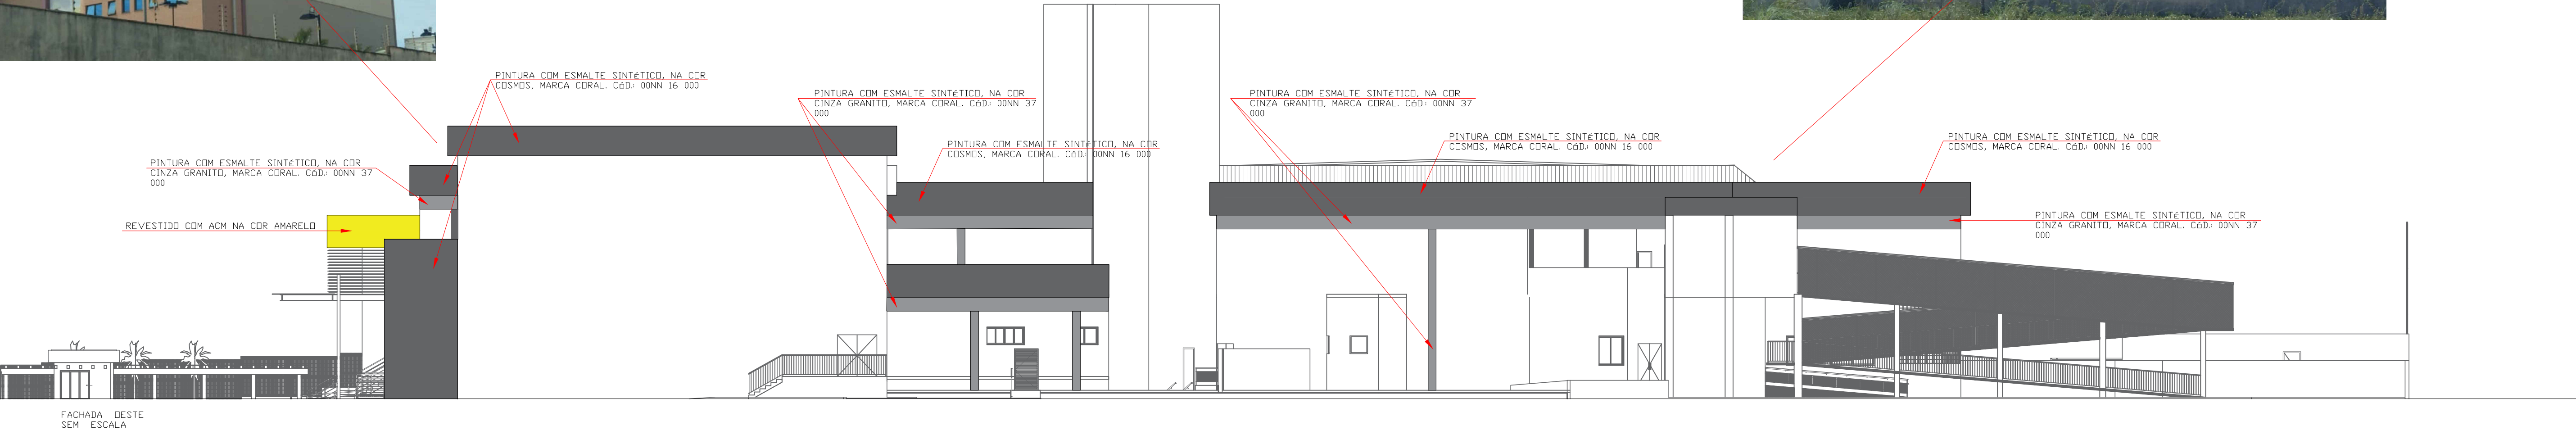 PINTURA COM ESMALTE SINTÉTICO, NA COR
COSMOS, MARCA CORAL. CÓD.: 00NN 16 000
PINTURA COM ESMALTE SINTÉTICO, NA COR
CINZA GRANITO, MARCA CORAL. CÓD.: 00NN 37
000
PINTURA COM ESMALTE SINTÉTICO, NA COR
CINZA GRANITO, MARCA CORAL. CÓD.: 00NN 37
000
PINTURA COM ESMALTE SINTÉTICO, NA COR
COSMOS, MARCA CORAL. CÓD.: 00NN 16 000
PINTURA COM ESMALTE SINTÉTICO, NA COR
COSMOS, MARCA CORAL. CÓD.: 00NN 16 000
PINTURA COM ESMALTE SINTÉTICO, NA COR
COSMOS, MARCA CORAL. CÓD.: 00NN 16 000
PINTURA COM ESMALTE SINTÉTICO, NA COR
CINZA GRANITO, MARCA CORAL. CÓD.: 00NN 37
000
REVESTIDO COM ACM NA COR AMARELO
PINTURA COM ESMALTE SINTÉTICO, NA COR
CINZA GRANITO, MARCA CORAL. CÓD.: 00NN 37
000
FACHADA OESTE
SEM ESCALA